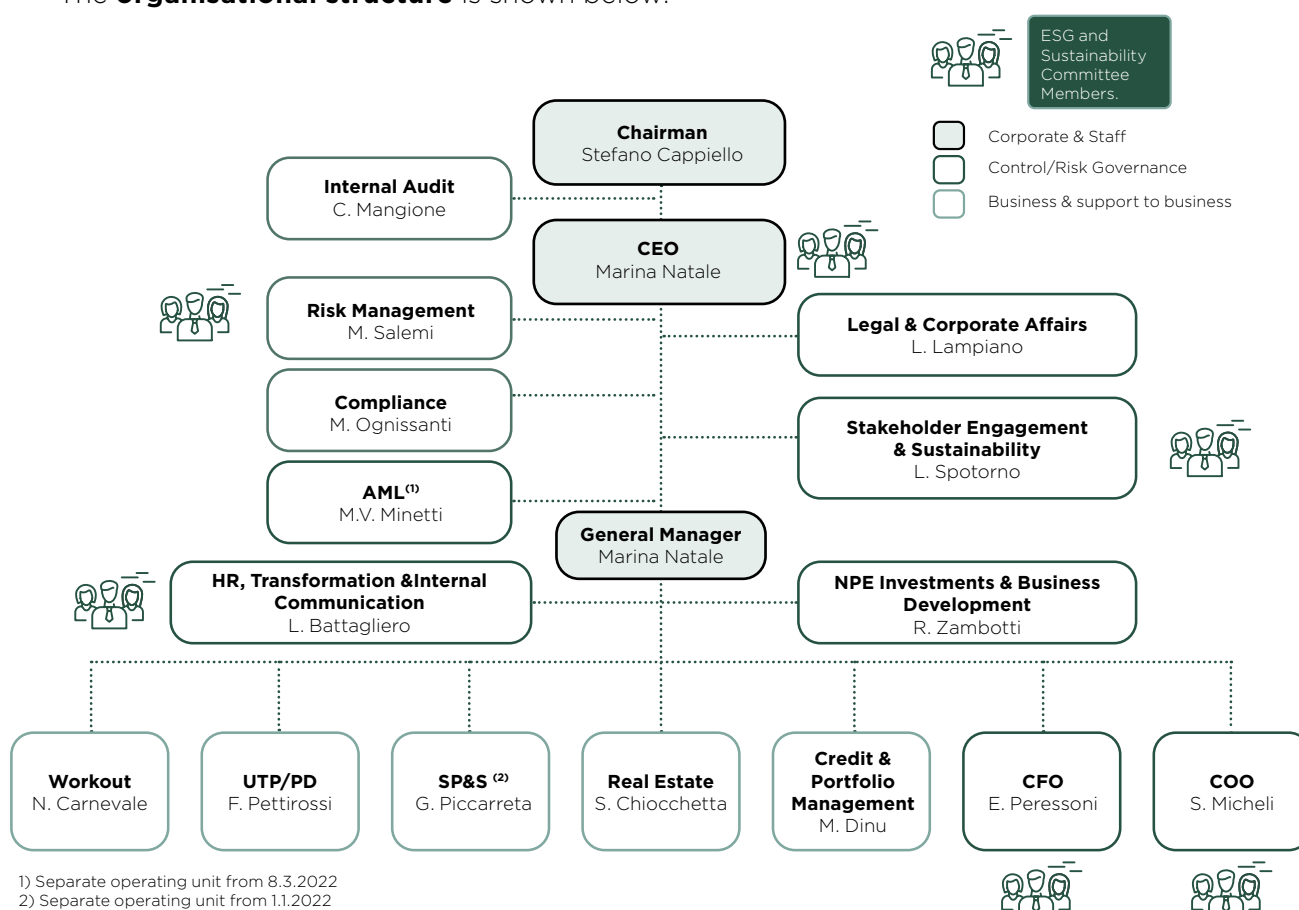 The organisational structure is shown below:
ESG and
Sustainability
Committee
Members.
Corporate & Staff
Control/Risk Governance
Business & support to business
Chairman
Stefano Cappiello
Internal Audit
C. Mangione
CEO
Marina Natale
Risk Management
M. Salemi
Legal & Corporate Affairs
L. Lampiano
Compliance
M. Ognissanti
Stakeholder Engagement
& Sustainability
L. Spotorno
AML(1)
M.V. Minetti
General Manager
Marina Natale
HR, Transformation &Internal
Communication
L. Battagliero
NPE Investments & Business
Development
R. Zambotti
Workout
N. Carnevale
UTP/PD
F. Pettirossi
SP&S (2)
G. Piccarreta
Real Estate
S. Chiocchetta
Credit &
Portfolio
Management
M. Dinu
CFO
E. Peressoni
COO
S. Micheli
1) Separate operating unit from 8.3.2022
2) Separate operating unit from 1.1.2022